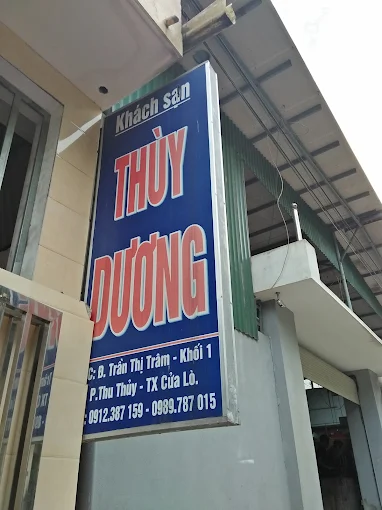 Khách sạn
THÙY
DƯƠNG
C: Đ. Trần Thị Trâm - Khối 1
P.Thu Thủy - TX Cửa Lò.
: 0912.387 159 - 0989.787 015